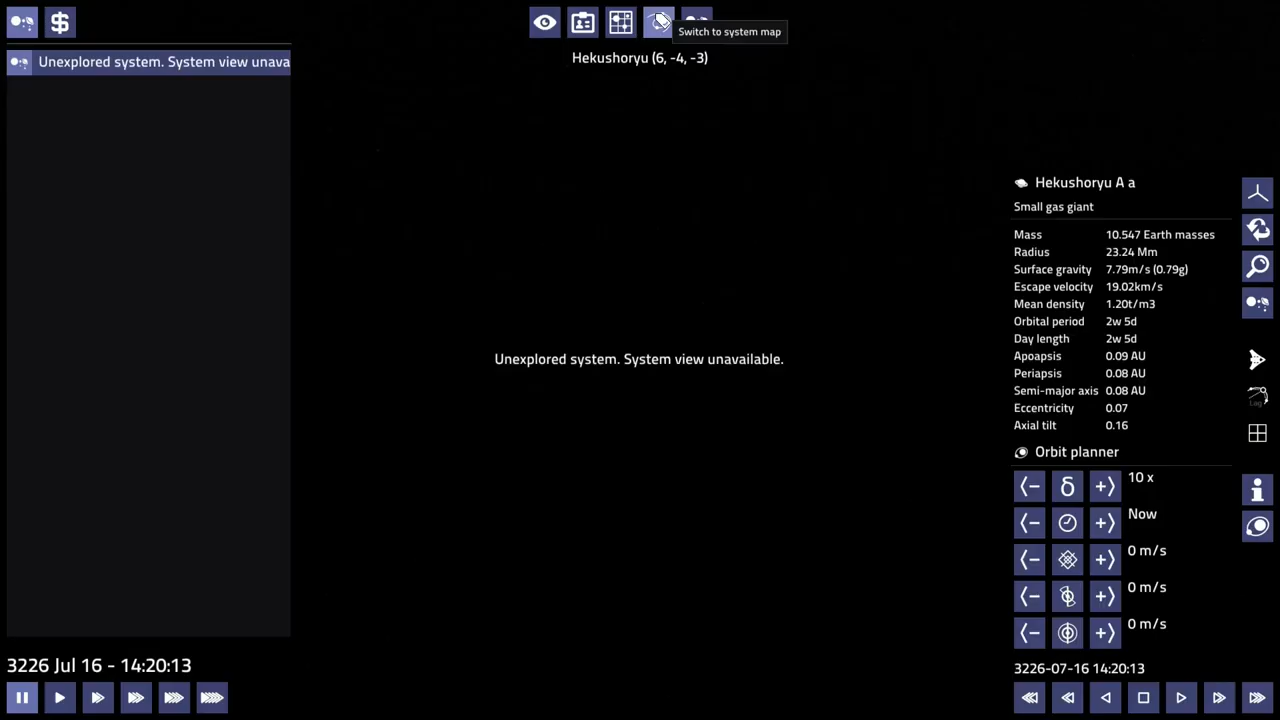 Switch to system map
Hekushoryu (6, -4, -3)
Unexplored system. System view unava
Unexplored system. System view unavailable.
Hekushoryu A a
Small gas giant
Mass 10.547 Earth masses
Radius 23.24 Mm
Surface gravity 7.79m/s (0.79g)
Escape velocity 19.02km/s
Mean density 1.20t/m3
Orbital period 2w 5d
Day length 2w 5d
Apoapsis 0.09 AU
Periapsis 0.08 AU
Semi-major axis 0.08 AU
Eccentricity 0.07
Axial tilt 0.16
Orbit planner
10 x
Now
0 m/s
0 m/s
0 m/s
3226-07-16 14:20:13
3226 Jul 16 - 14:20:13